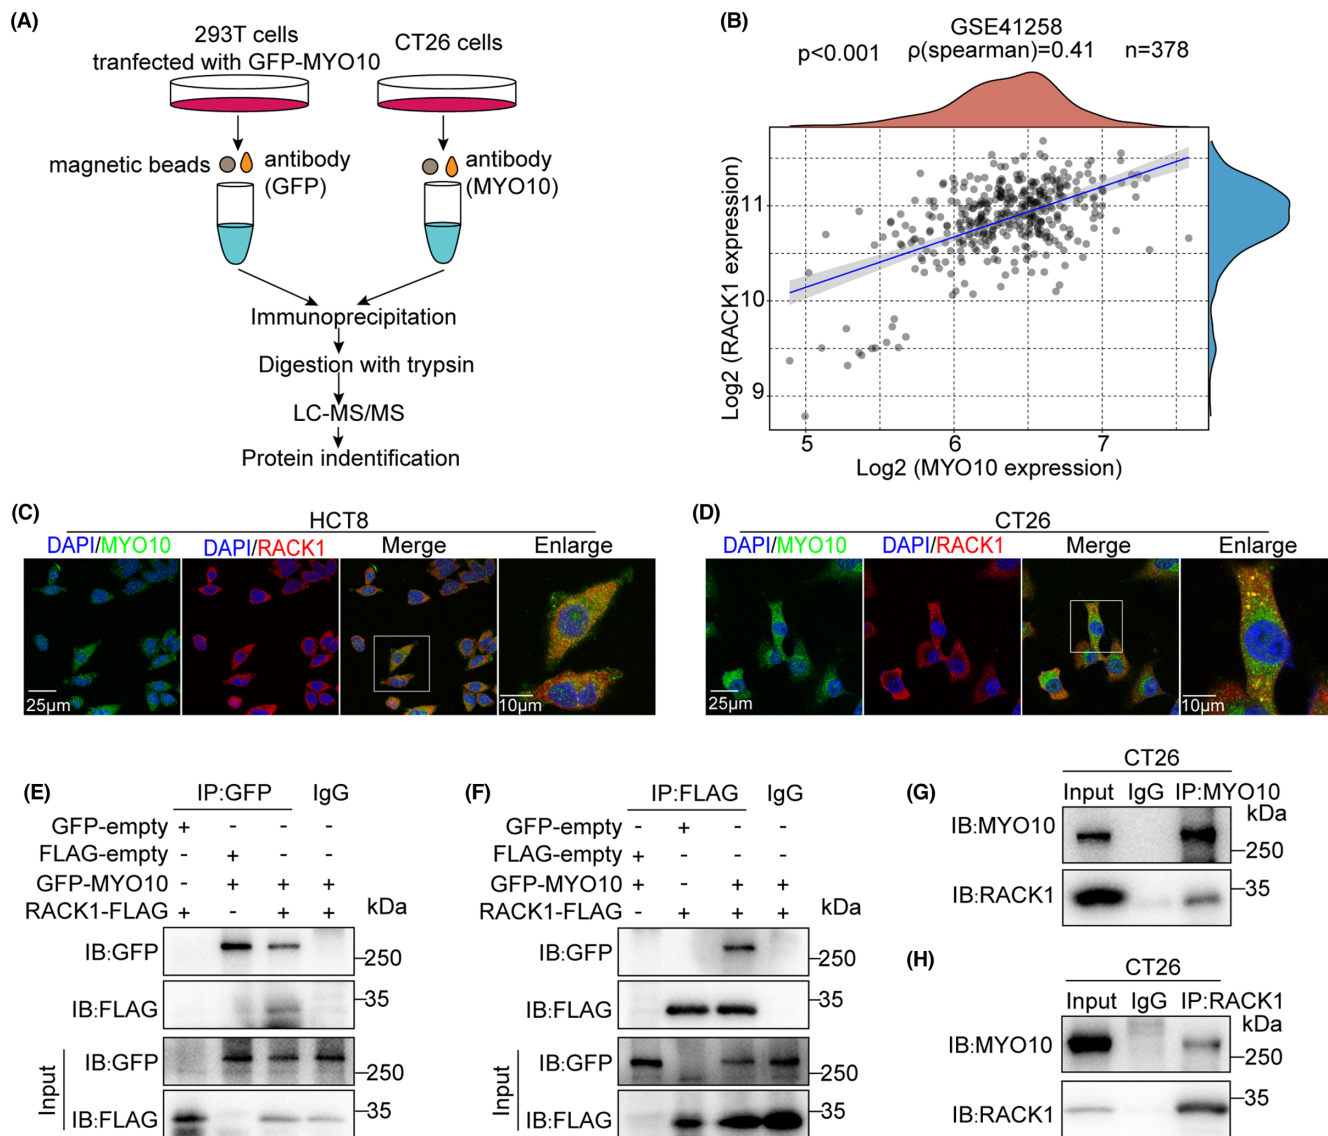 (A)
293T cells
tranfected with GFP-MYO10
CT26 cells
magnetic beads
antibody
(GFP)
antibody
(MYO10)
Immunoprecipitation
Digestion with trypsin
LC-MS/MS
Protein indentification
(B)
GSE41258
p<0.001 ρ(spearman)=0.41 n=378
Log2 (RACK1 expression)
11
10
9
5 6 7
Log2 (MYO10 expression)
(C)
HCT8
DAPI/MYO10 DAPI/RACK1 Merge Enlarge
25μm 10μm
(D)
CT26
DAPI/MYO10 DAPI/RACK1 Merge Enlarge
25μm 10μm
(E)
IP:GFP IgG
GFP-empty + - - -
FLAG-empty - + - -
GFP-MYO10 - + + +
RACK1-FLAG + - + + kDa
IB:GFP 250
IB:FLAG 35
Input
IB:GFP 250
IB:FLAG 35
(F)
IP:FLAG IgG
GFP-empty - + - -
FLAG-empty + - - -
GFP-MYO10 + - + +
RACK1-FLAG - + + + kDa
IB:GFP 250
IB:FLAG 35
Input
IB:GFP 250
IB:FLAG 35
(G)
CT26
Input IgG IP:MYO10
kDa
IB:MYO10 250
IB:RACK1 35
(H)
CT26
Input IgG IP:RACK1
kDa
IB:MYO10 250
IB:RACK1 35